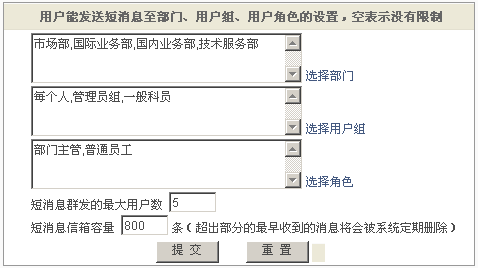 用户能发送短消息至部门、用户组、用户角色的设置，空表示没有限制
市场部,国际业务部,国内业务部,技术服务部
选择部门
每个人,管理员组,一般科员
选择用户组
部门主管,普通员工
选择角色
短消息群发的最大用户数 5
短消息信箱容量 800 条（超出部分的最早收到的消息将会被系统定期删除）
提 交 重 置